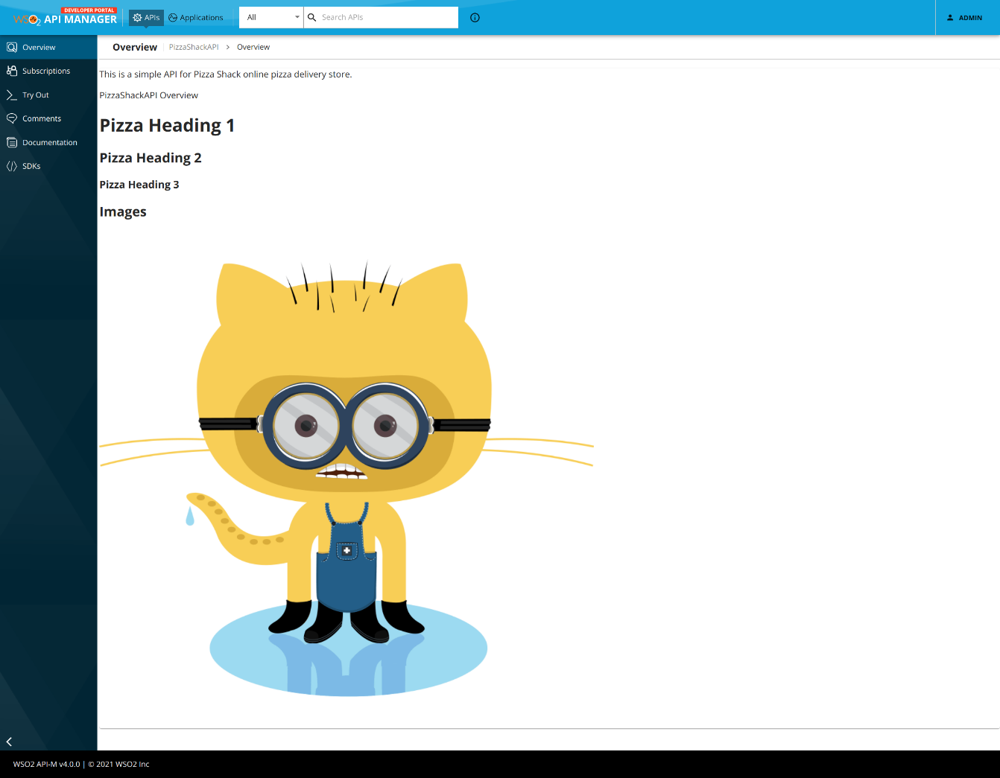 DEVELOPER PORTAL
WSO2 API MANAGER
APIs
Applications
All
Search APIs
ADMIN
Overview
Subscriptions
Try Out
Comments
Documentation
SDKs
Overview PizzaShackAPI > Overview
This is a simple API for Pizza Shack online pizza delivery store.
PizzaShackAPI Overview
Pizza Heading 1
Pizza Heading 2
Pizza Heading 3
Images
WSO2 API-M v4.0.0 | © 2021 WSO2 Inc